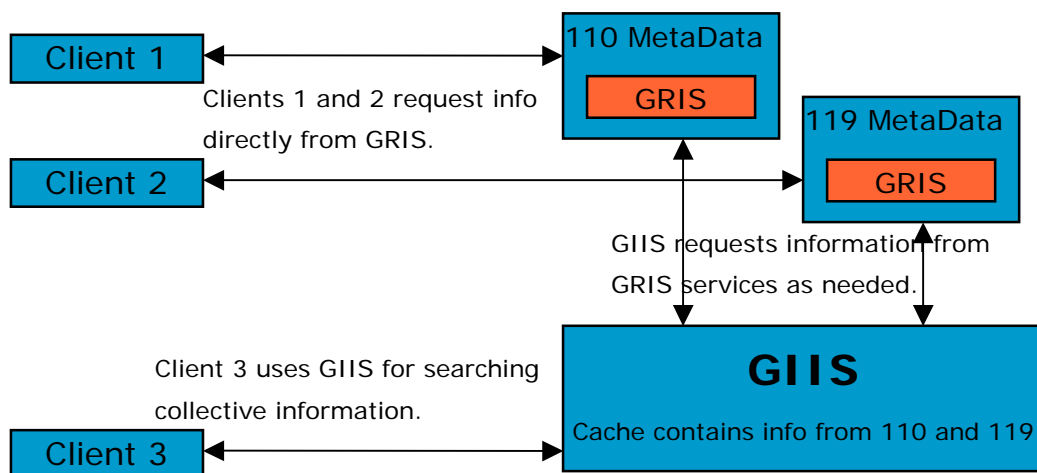 Client 1
110 MetaData
GRIS
Clients 1 and 2 request info
directly from GRIS.
119 MetaData
GRIS
Client 2
GIIS requests information from
GRIS services as needed.
Client 3 uses GIIS for searching
collective information.
GIIS
Cache contains info from 110 and 119
Client 3